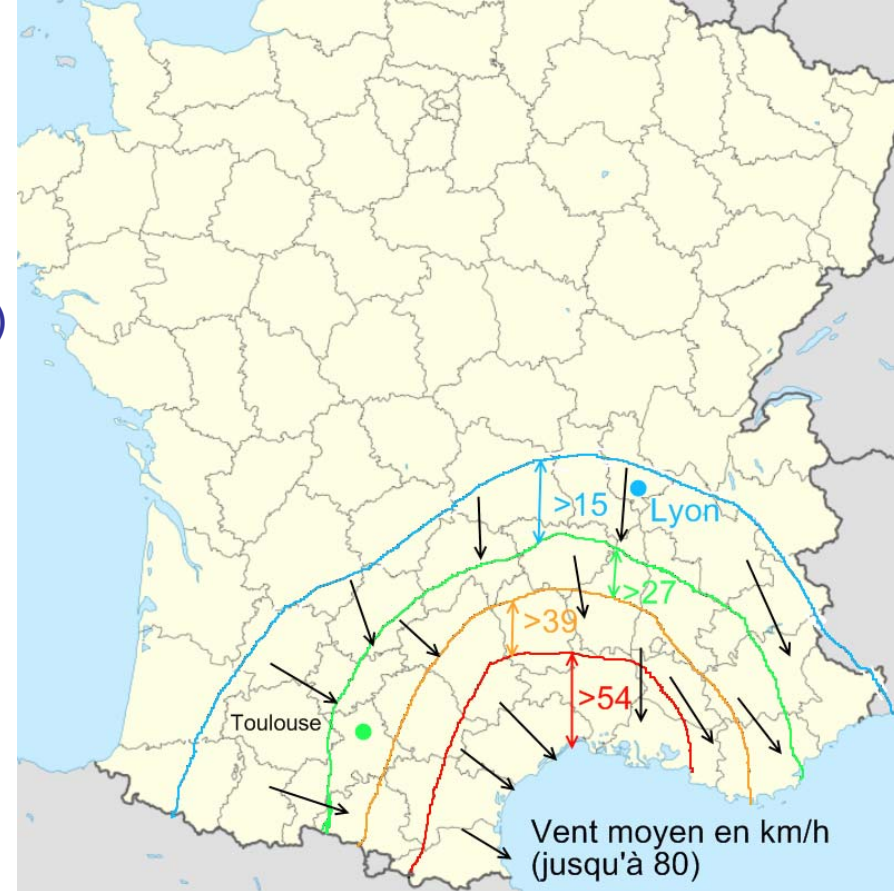 )
>15
Lyon
>27
>39
>54
Toulouse
Vent moyen en km/h
(jusqu'à 80)